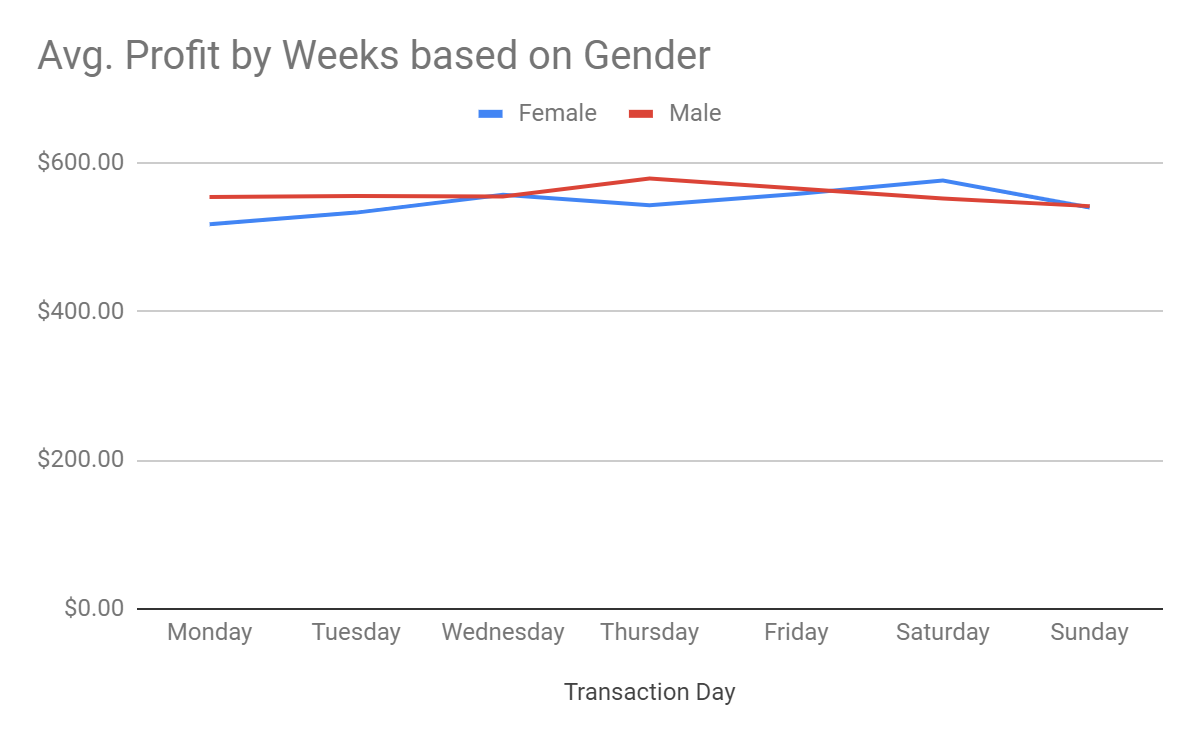 Avg. Profit by Weeks based on Gender
Female Male
$600.00
$400.00
$200.00
$0.00
Monday Tuesday Wednesday Thursday Friday Saturday Sunday
Transaction Day